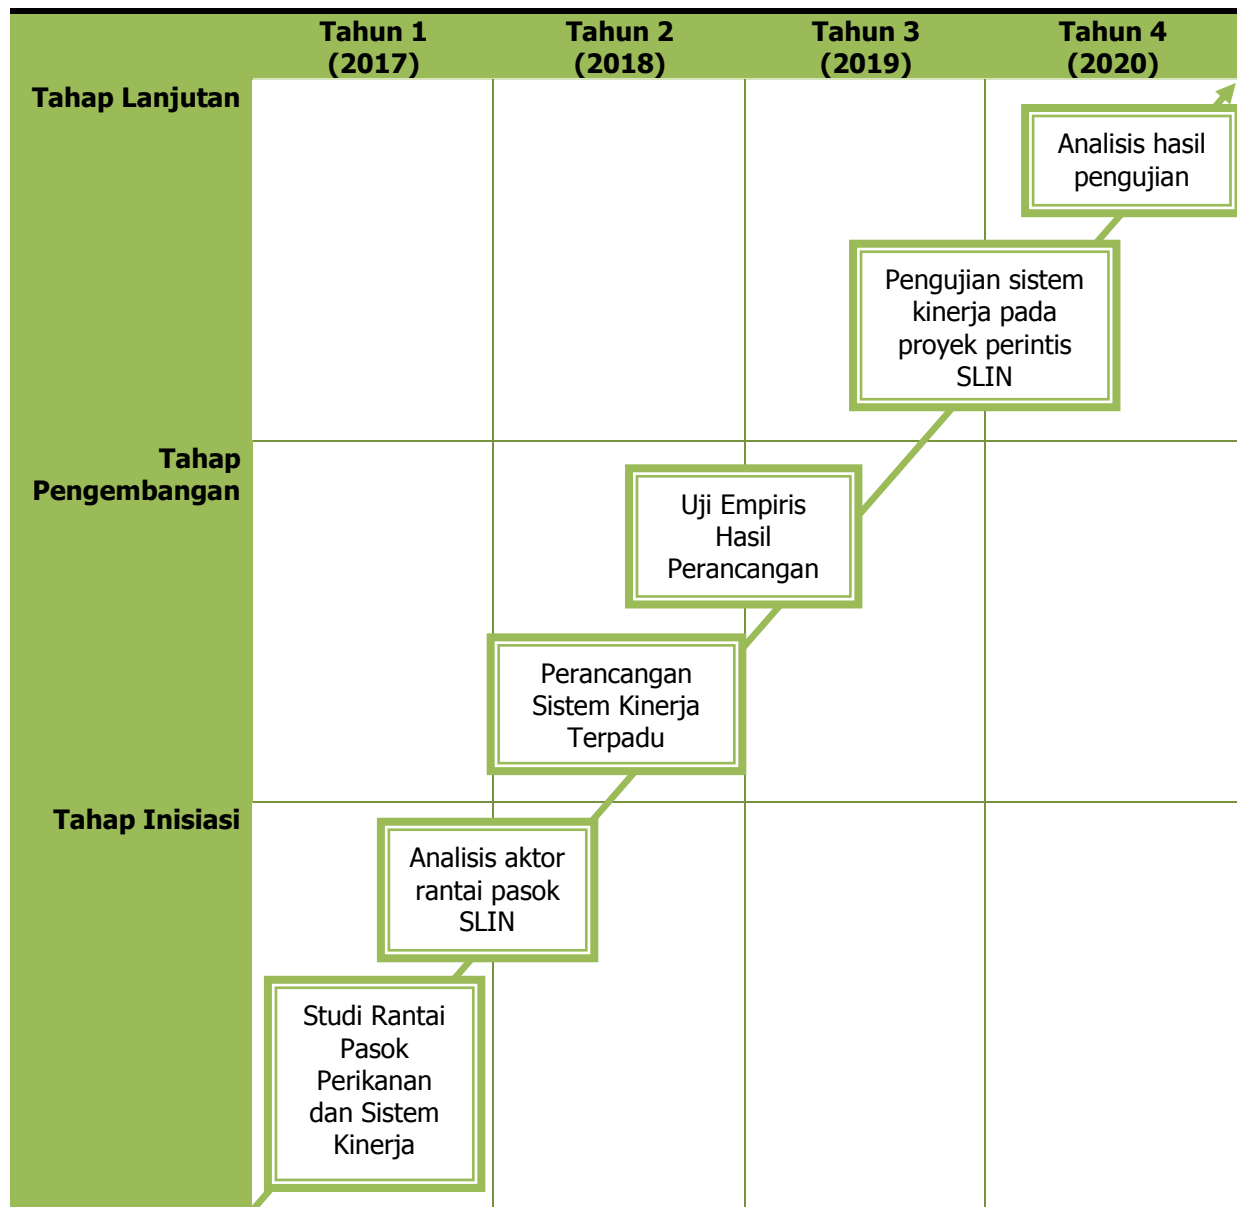 Tahun 1
(2017)
Tahun 2
(2018)
Tahun 3
(2019)
Tahun 4
(2020)
Tahap Lanjutan
Analisis hasil
pengujian
Pengujian sistem
kinerja pada
proyek perintis
SLIN
Tahap
Pengembangan
Uji Empiris
Hasil
Perancangan
Perancangan
Sistem Kinerja
Terpadu
Tahap Inisiasi
Analisis aktor
rantai pasok
SLIN
Studi Rantai
Pasok
Perikanan
dan Sistem
Kinerja